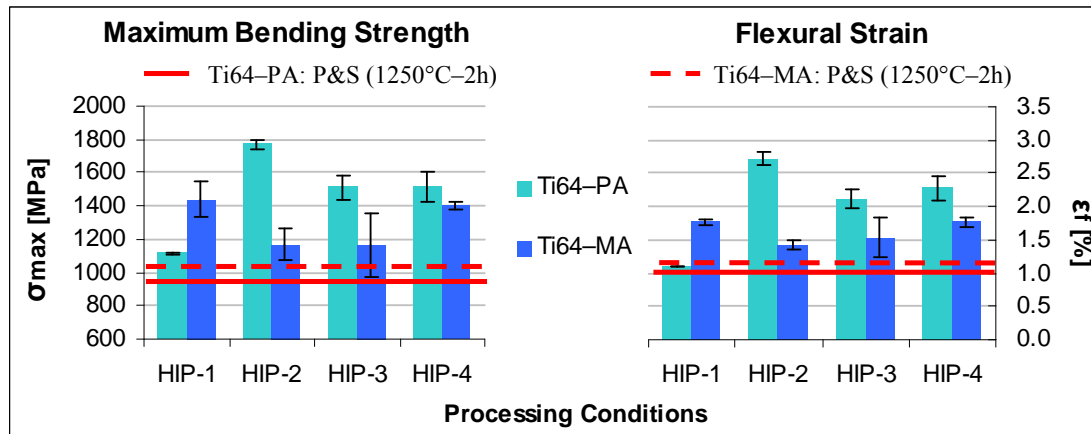 Maximum Bending Strength
Flexural Strain
Ti64–PA: P&S (1250°C–2h)
Ti64–MA: P&S (1250°C–2h)
σmax [MPa]
2000
1800
1600
1400
1200
1000
800
600
HIP-1 HIP-2 HIP-3 HIP-4
Ti64–PA
Ti64–MA
3.5
3.0
2.5
2.0
1.5
1.0
0.5
0.0
εf [%]
HIP-1 HIP-2 HIP-3 HIP-4
Processing Conditions